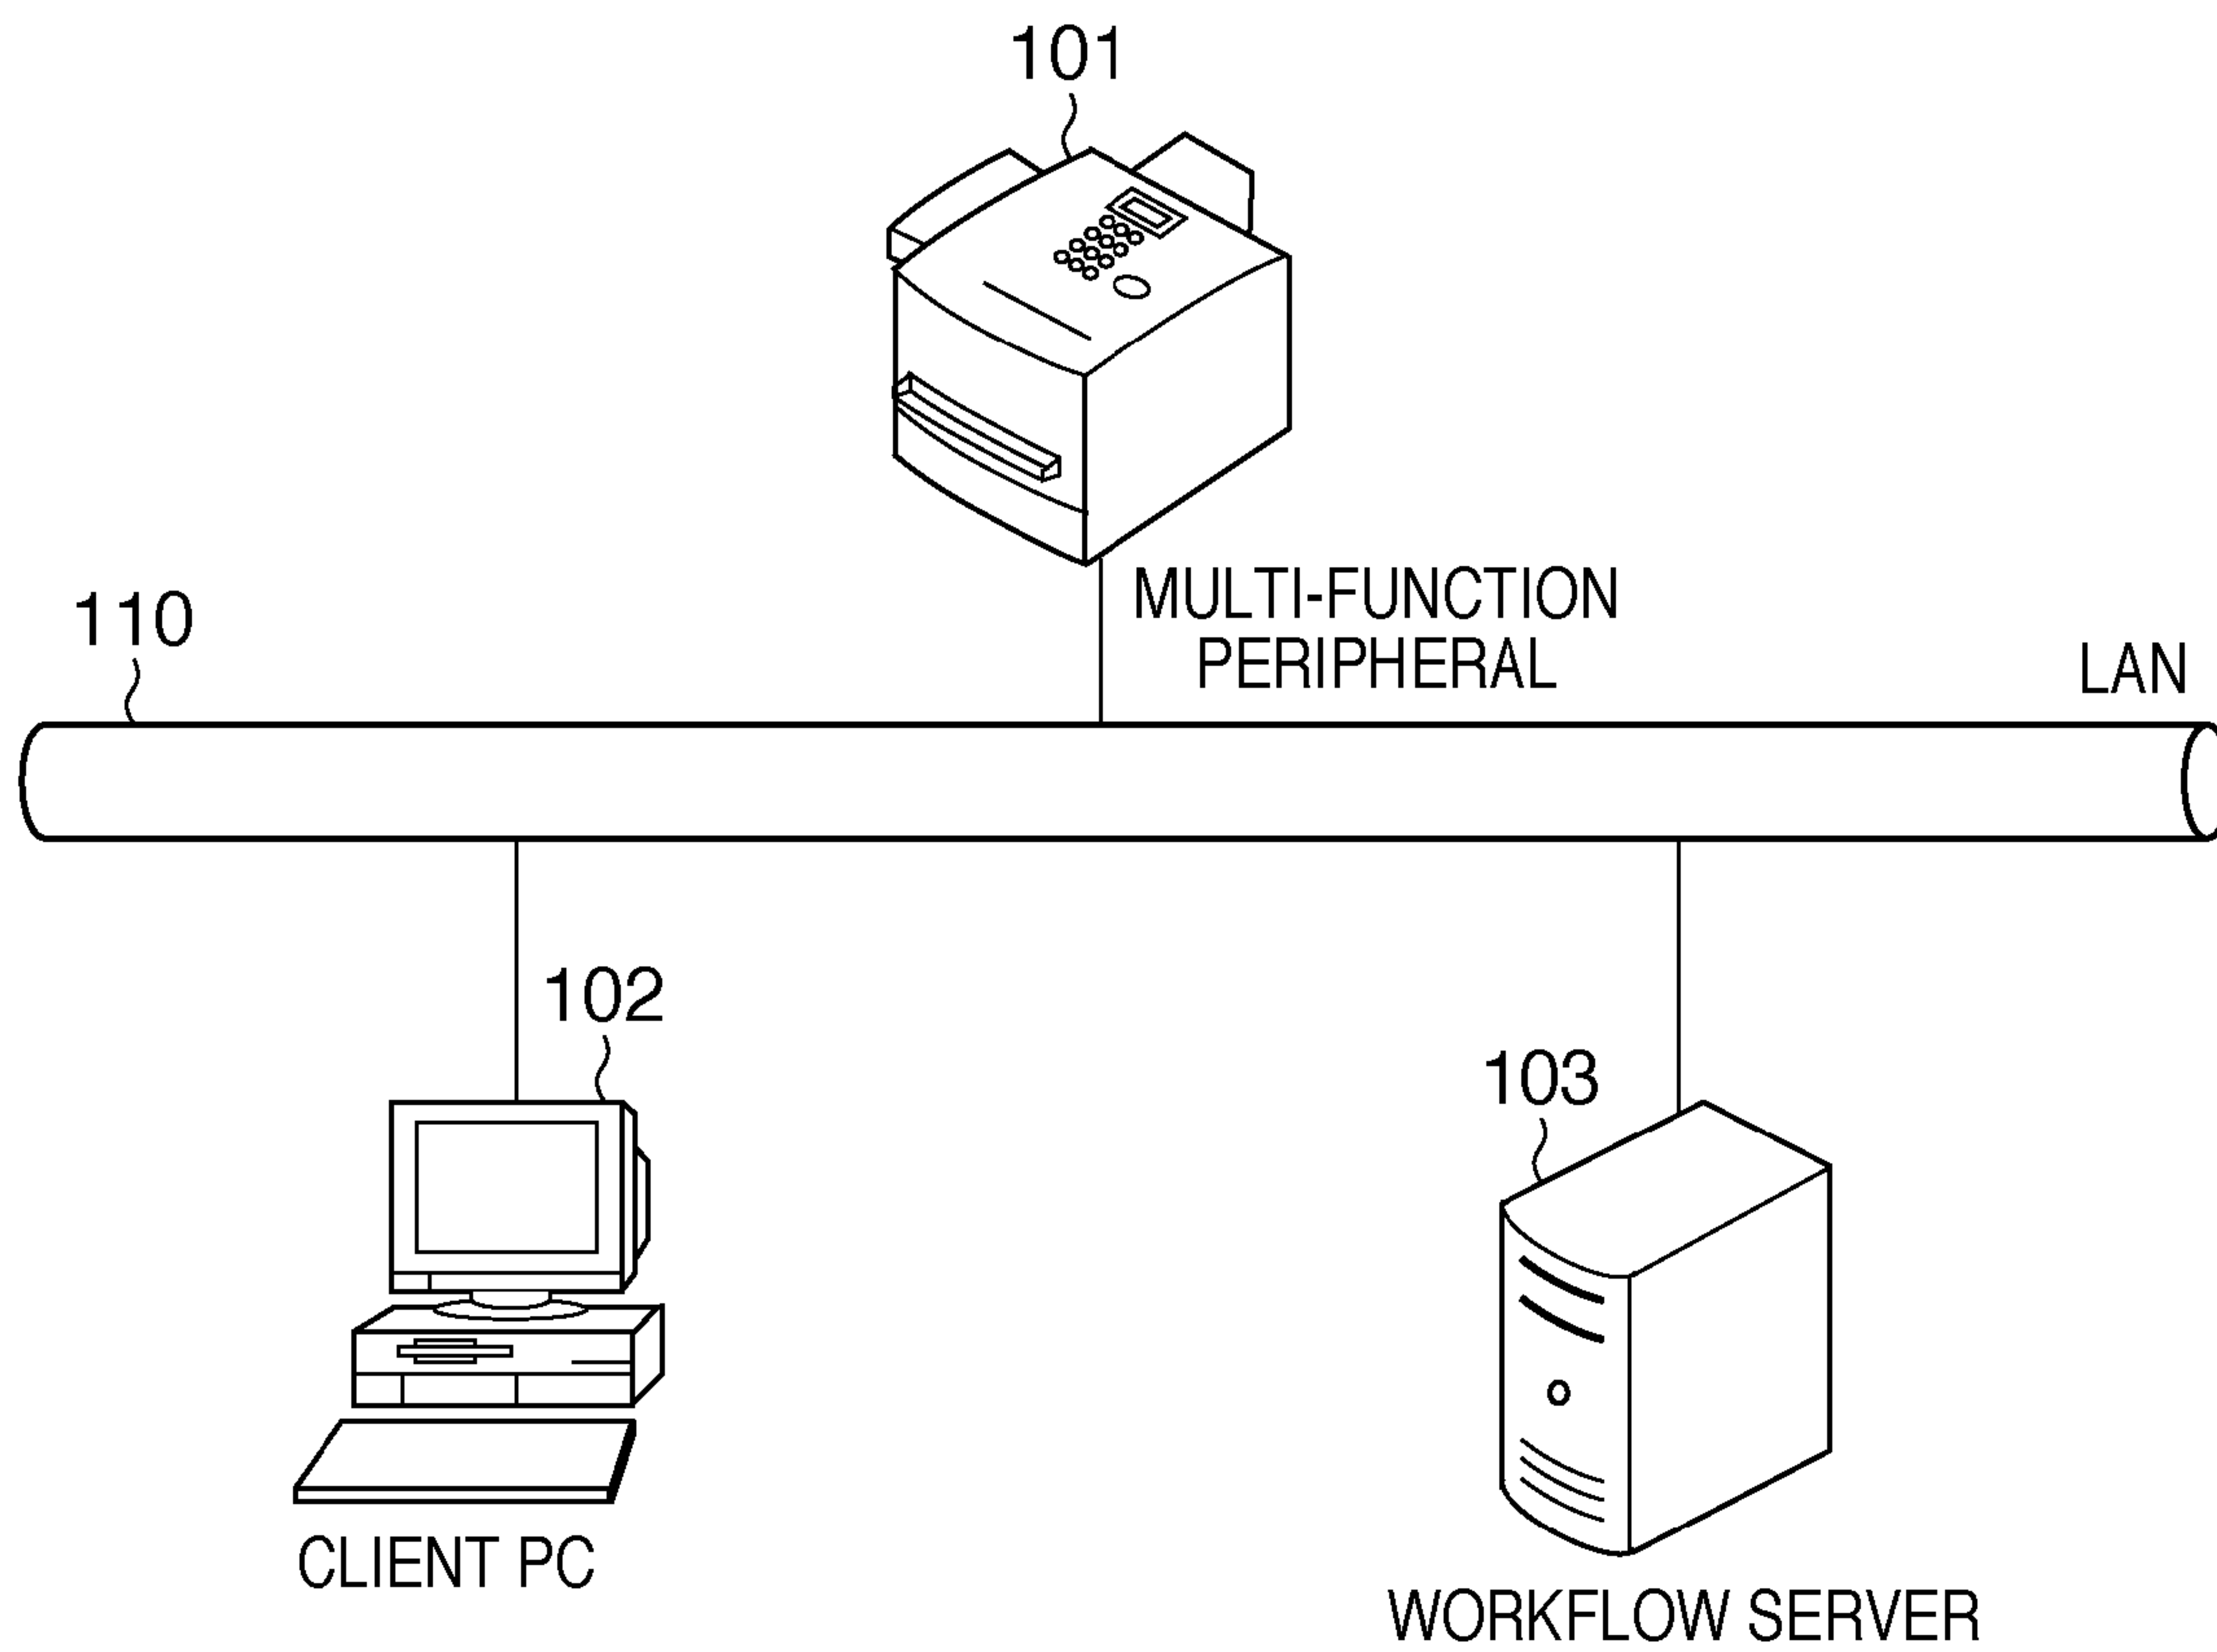 101
MULTI-FUNCTION
PERIPHERAL
110
LAN
102
CLIENT PC
103
WORKFLOW SERVER